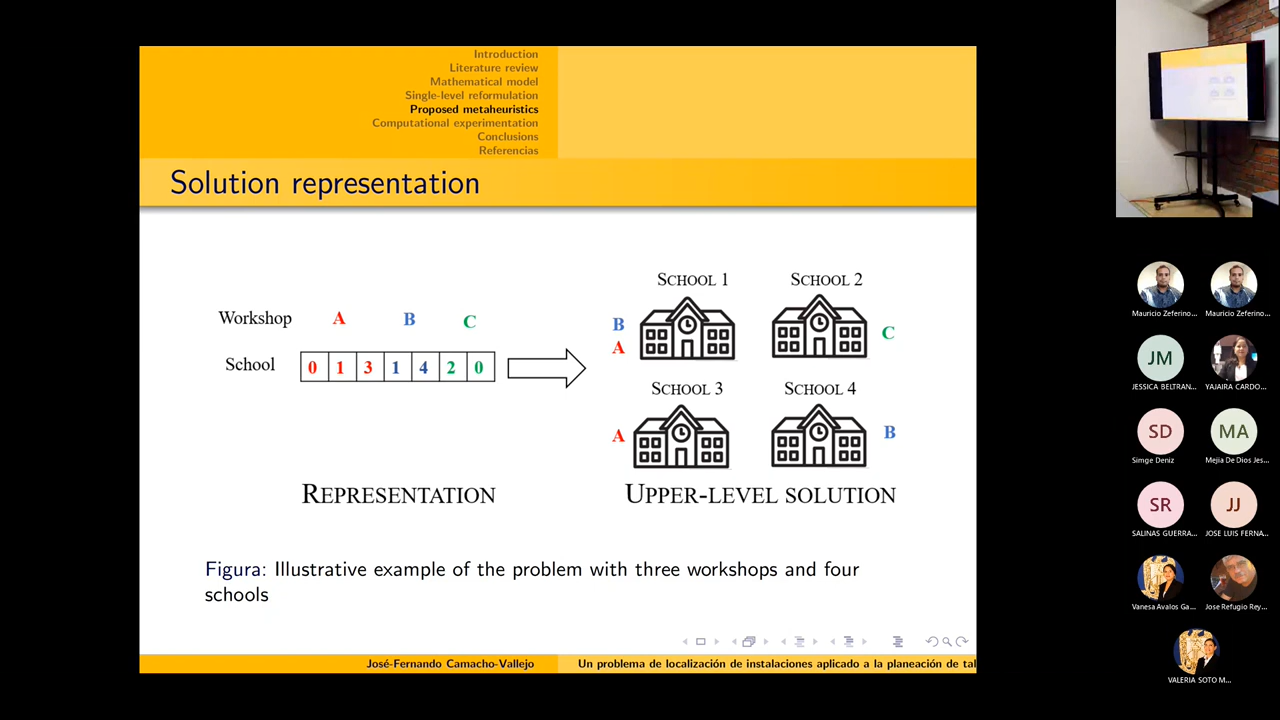 Introduction
Literature review
Mathematical model
Single-level reformulation
Proposed metaheuristics
Computational experimentation
Conclusions
Referencias
Solution representation
SCHOOL 1
SCHOOL 2
Workshop A B C
B
A
C
School 0 1 3 1 4 2 0
SCHOOL 3
SCHOOL 4
A
B
REPRESENTATION
UPPER-LEVEL SOLUTION
Figura: Illustrative example of the problem with three workshops and four
schools
José-Fernando Camacho-Vallejo
Un problema de localización de instalaciones aplicado a la planeación de tal
Mauricio Zeferino...
Mauricio Zeferino...
JM
JESSICA BELTRAN...
YAJAIRA CARDO...
SD
Simge Deniz
MA
Mejia De Dios Jes...
SR
SALINAS GUERRA...
JJ
JOSE LUIS FERNA...
Vanesa Avalos Ga...
Jose Refugio Rey...
VALERIA SOTO M...